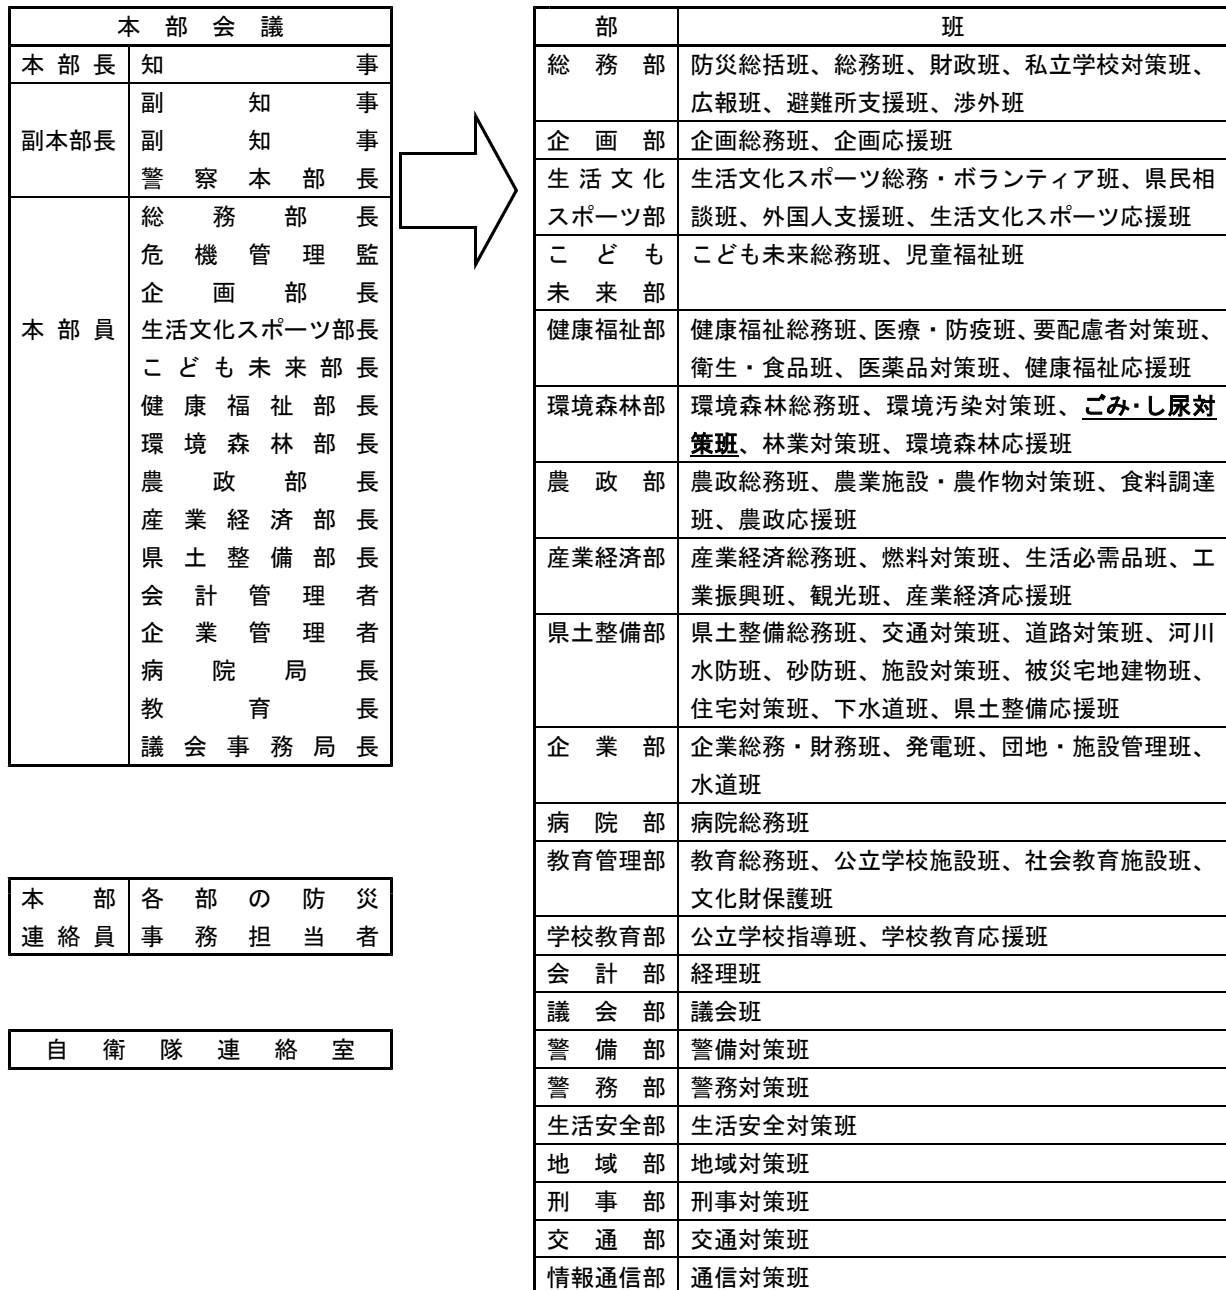 本部会議
本部長 知事
副知事
副本部長 副知事
警察本部長
総務部長
危機管理監
企画部長
本部員 生活文化スポーツ部長
こども未来部長
健康福祉部長
環境森林部長
農政部長
産業経済部長
県土整備部長
会計管理者
企業管理者
病院局長
教育長
議会事務局長
本部 各部の防災
連絡員 事務担当者
自衛隊連絡室
部 班
総務部 防災総括班、総務班、財政班、私立学校対策班、
広報班、避難所支援班、渉外班
企画部 企画総務班、企画応援班
生活文化 生活文化スポーツ総務・ボランティア班、県民相
スポーツ部 談班、外国人支援班、生活文化スポーツ応援班
こども こども未来総務班、児童福祉班
未来部
健康福祉部 健康福祉総務班、医療・防疫班、要配慮者対策班、
衛生・食品班、医薬品対策班、健康福祉応援班
環境森林部 環境森林総務班、環境汚染対策班、ごみ・し尿対
策班、林業対策班、環境森林応援班
農政部 農政総務班、農業施設・農作物対策班、食料調達
班、農政応援班
産業経済部 産業経済総務班、燃料対策班、生活必需品班、工
業振興班、観光班、産業経済応援班
県土整備部 県土整備総務班、交通対策班、道路対策班、河川
水防班、砂防班、施設対策班、被災宅地建物班、
住宅対策班、下水道班、県土整備応援班
企業部 企業総務・財務班、発電班、団地・施設管理班、
水道班
病院部 病院総務班
教育管理部 教育総務班、公立学校施設班、社会教育施設班、
文化財保護班
学校教育部 公立学校指導班、学校教育応援班
会計部 経理班
議会部 議会班
警備部 警備対策班
警務部 警務対策班
生活安全部 生活安全対策班
地域部 地域対策班
刑事部 刑事対策班
交通部 交通対策班
情報通信部 通信対策班